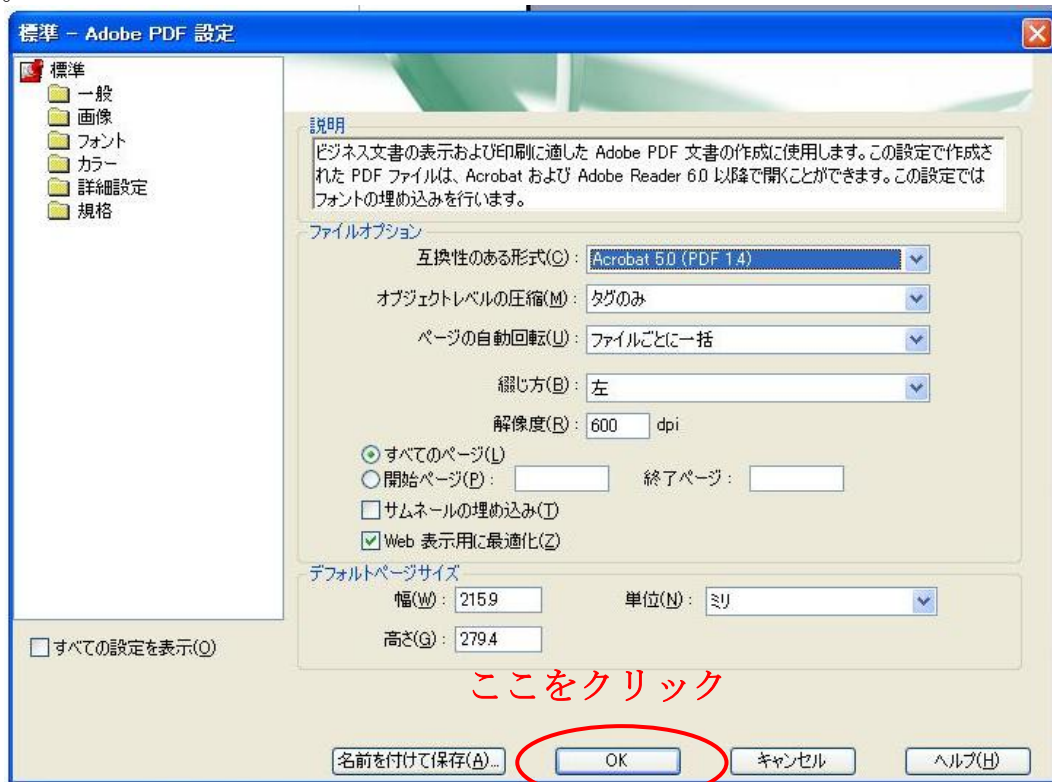 標準 - Adobe PDF 設定
標準
一般
画像
フォント
カラー
詳細設定
規格
すべての設定を表示(O)
説明
ビジネス文書の表示および印刷に適した Adobe PDF 文書の作成に使用します。この設定で作成さ
れた PDF ファイルは、Acrobat および Adobe Reader 6.0 以降で開くことができます。この設定では
フォントの埋め込みを行います。
ファイルオプション
互換性のある形式(C): Acrobat 5.0 (PDF 1.4)
オブジェクトレベルの圧縮(M): タグのみ
ページの自動回転(U): ファイルごとに一括
綴じ方(B): 左
解像度(R): 600 dpi
すべてのページ(L)
開始ページ(P): 終了ページ:
サムネールの埋め込み(T)
Web 表示用に最適化(Z)
デフォルトページサイズ
幅(W): 215.9 単位(N): ミリ
高さ(G): 279.4
ここをクリック
名前を付けて保存(A)... OK キャンセル ヘルプ(H)